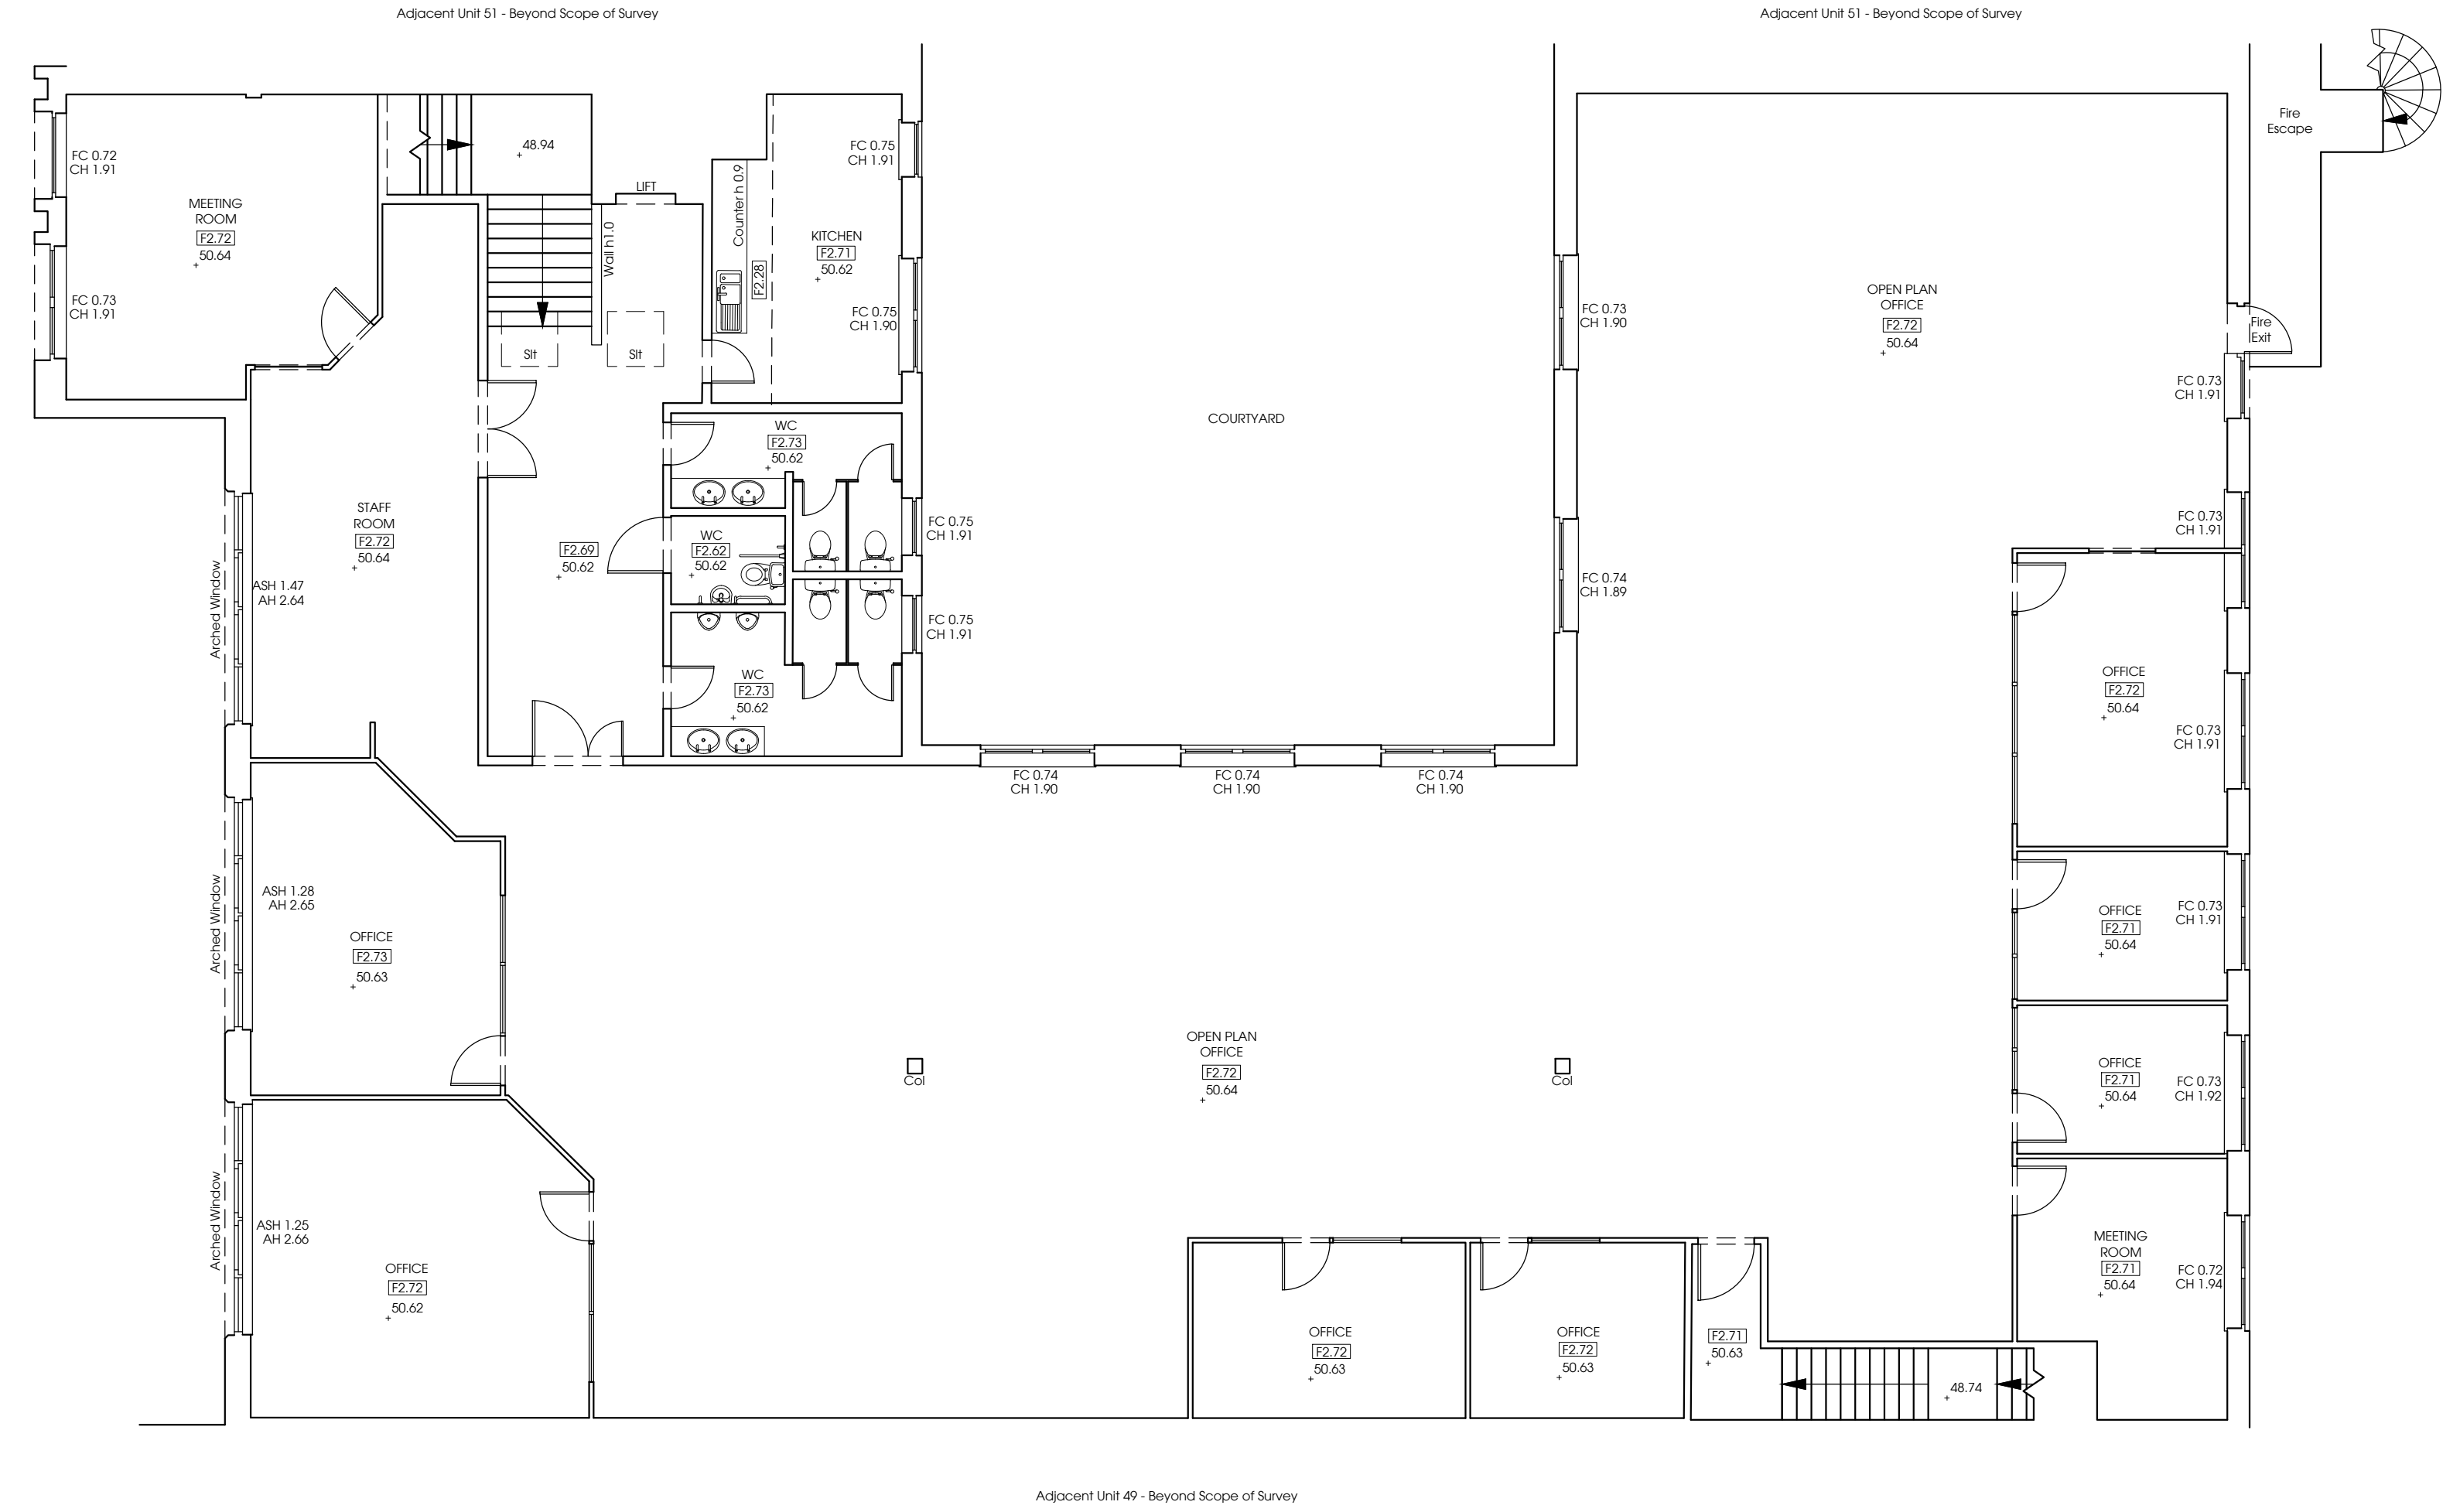 Adjacent Unit 51 - Beyond Scope of Survey
Adjacent Unit 51 - Beyond Scope of Survey
FC 0.72
CH 1.91
MEETING
ROOM
F2.72
50.64
FC 0.73
CH 1.91
48.94
LIFT
Wall h1.0
Slt
Slt
Counter h 0.9
F2.28
KITCHEN
F2.71
50.62
FC 0.75
CH 1.91
FC 0.75
CH 1.90
COURTYARD
FC 0.73
CH 1.90
OPEN PLAN
OFFICE
F2.72
50.64
Fire
Escape
Fire
Exit
FC 0.73
CH 1.91
FC 0.73
CH 1.91
WC
F2.73
50.62
STAFF
ROOM
F2.72
50.64
F2.69
50.62
WC
F2.62
50.62
FC 0.75
CH 1.91
FC 0.75
CH 1.91
FC 0.74
CH 1.89
Arched Window
ASH 1.47
AH 2.64
WC
F2.73
50.62
OFFICE
F2.72
50.64
FC 0.73
CH 1.91
FC 0.74
CH 1.90
FC 0.74
CH 1.90
FC 0.74
CH 1.90
Arched Window
ASH 1.28
AH 2.65
OFFICE
F2.73
50.63
OFFICE
F2.71
50.64
FC 0.73
CH 1.91
Col
OPEN PLAN
OFFICE
F2.72
50.64
Col
OFFICE
F2.71
50.64
FC 0.73
CH 1.92
Arched Window
ASH 1.25
AH 2.66
OFFICE
F2.72
50.62
MEETING
ROOM
F2.71
50.64
FC 0.72
CH 1.94
OFFICE
F2.72
50.63
OFFICE
F2.72
50.63
F2.71
50.63
48.74
Adjacent Unit 49 - Beyond Scope of Survey